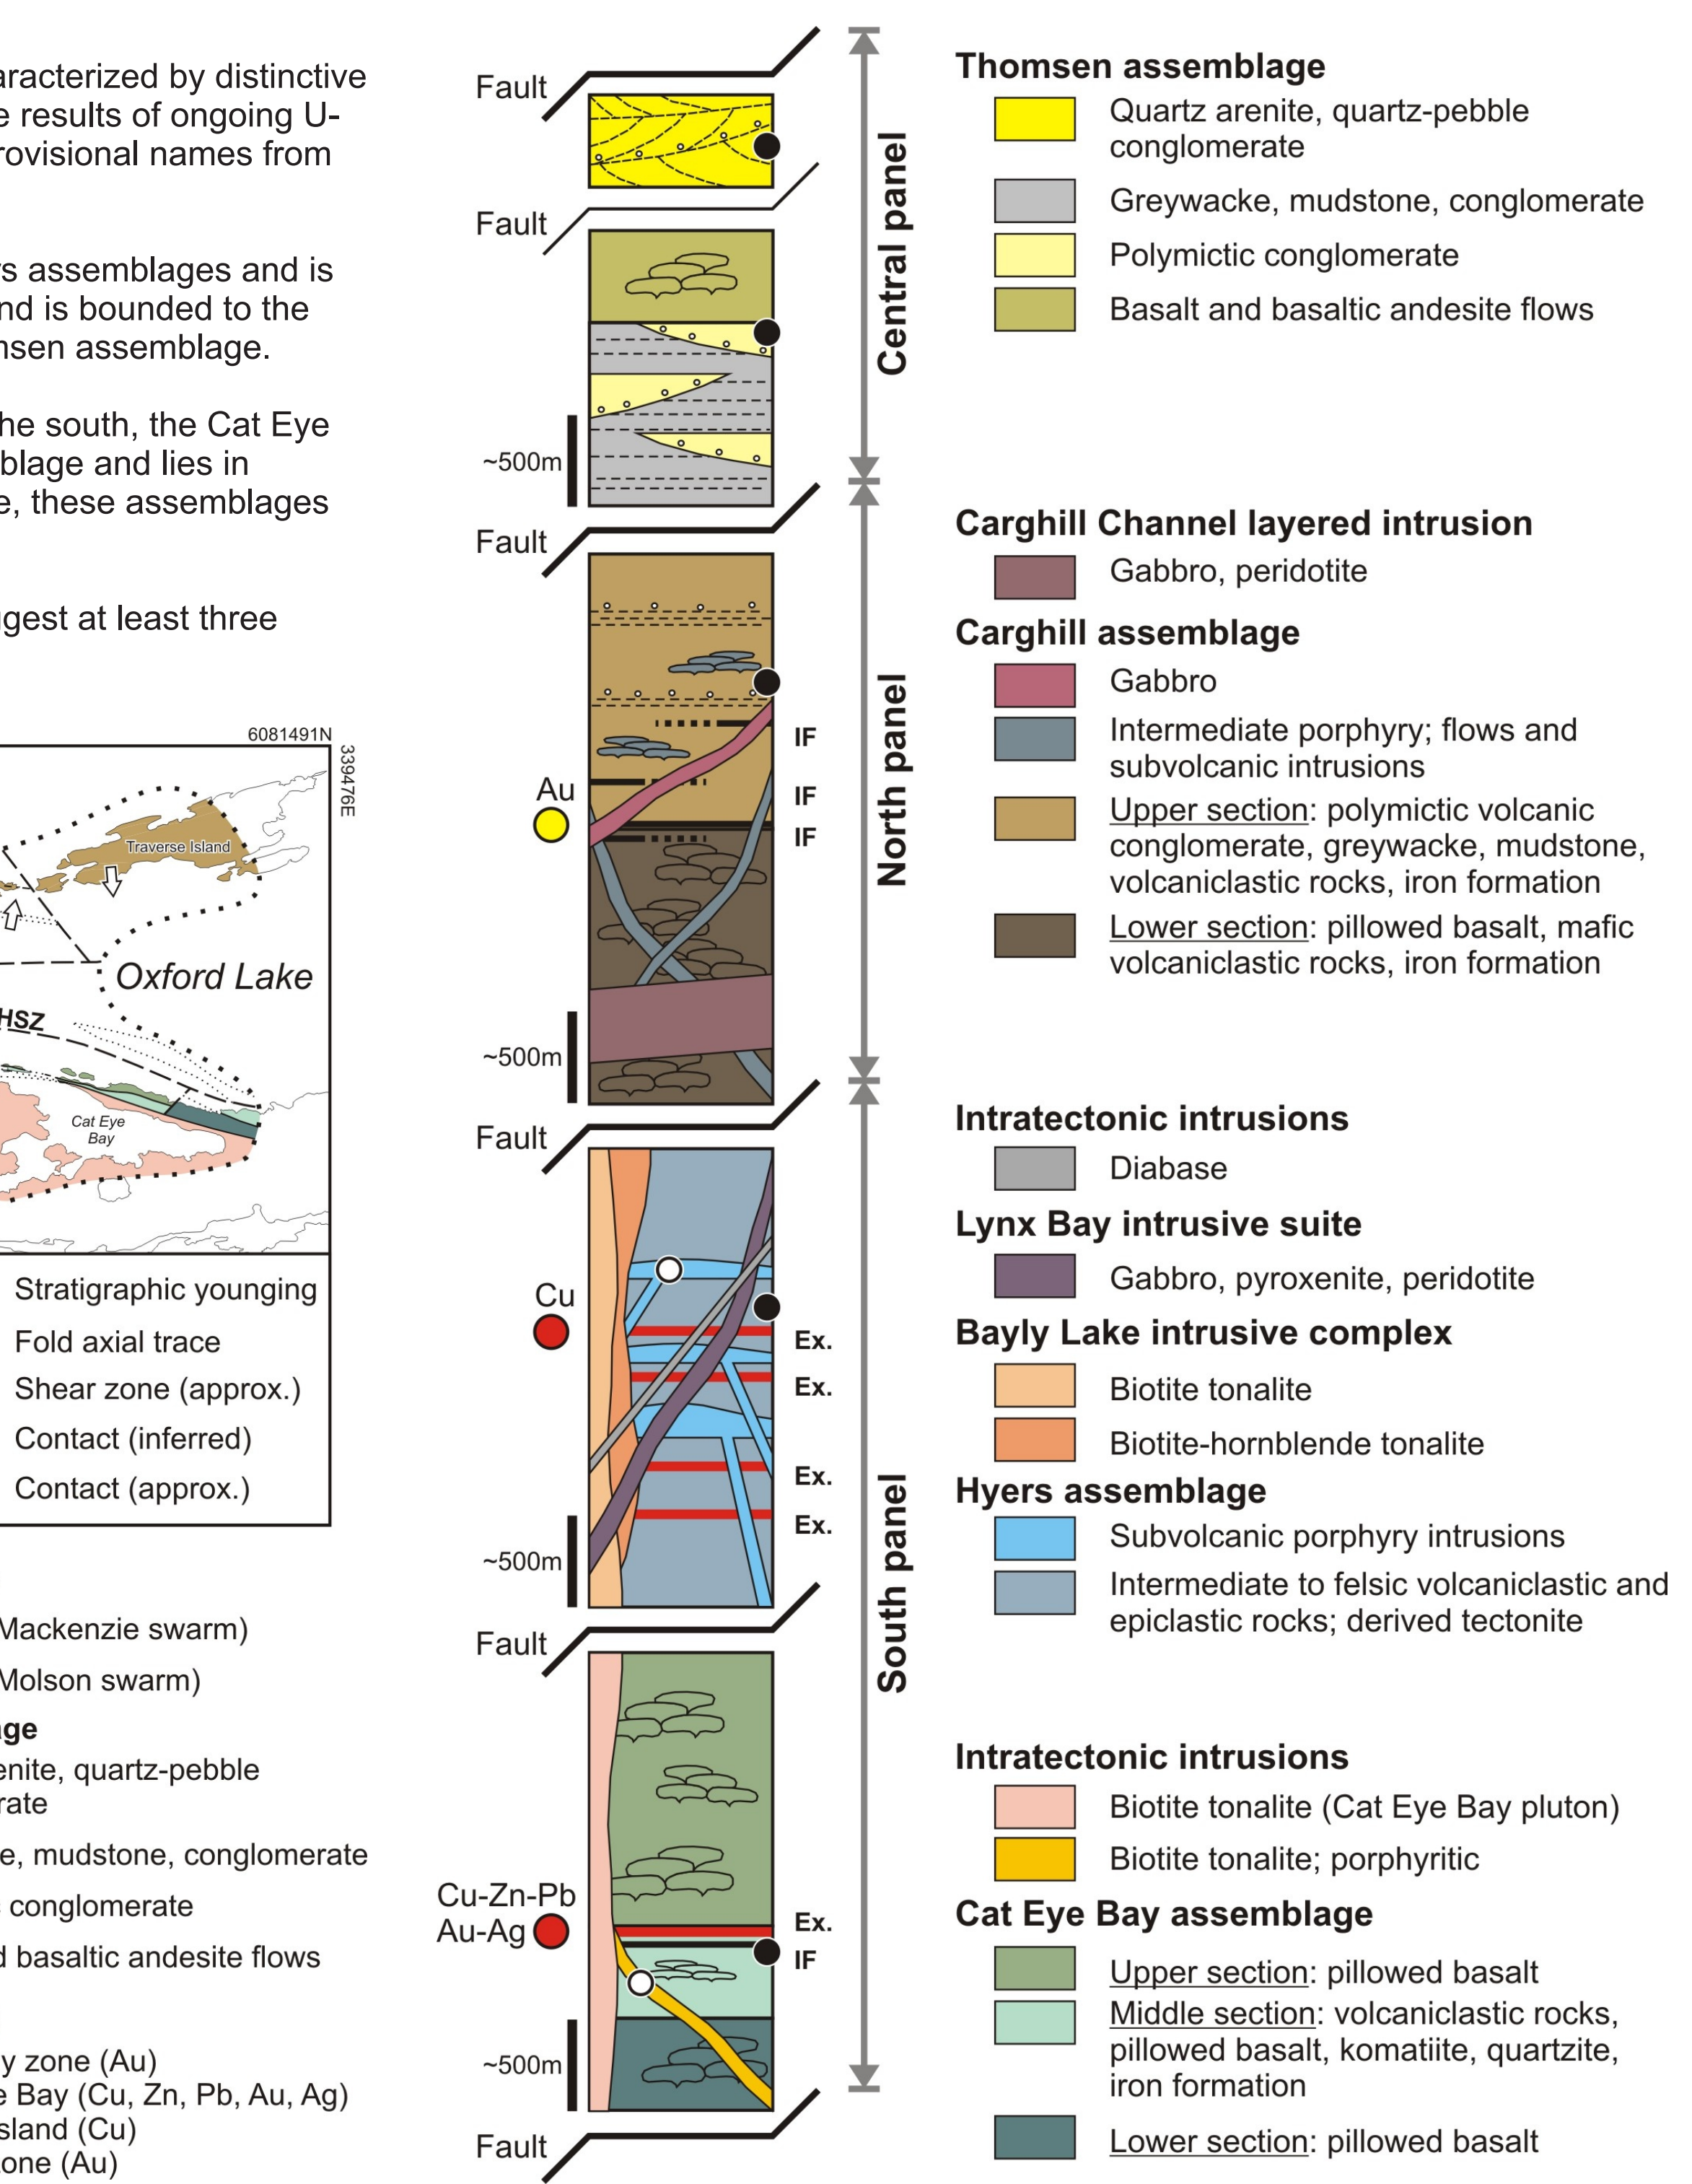 aracterized by distinctive
e results of ongoing U-
rovisional names from
rs assemblages and is
nd is bounded to the
nsen assemblage.
he south, the Cat Eye
blage and lies in
e, these assemblages
ggest at least three
6081491N
339476E
Traverse Island
Oxford Lake
HSZ
Cat Eye
Bay
Stratigraphic younging
Fold axial trace
Shear zone (approx.)
Contact (inferred)
Contact (approx.)
Mackenzie swarm)
Molson swarm)
age
enite, quartz-pebble
rate
e, mudstone, conglomerate
c conglomerate
d basaltic andesite flows
y zone (Au)
e Bay (Cu, Zn, Pb, Au, Ag)
sland (Cu)
one (Au)
Fault
Fault
~500m
Fault
Au
IF
IF
IF
~500m
Fault
Cu
Ex.
Ex.
Ex.
Ex.
~500m
Fault
Cu-Zn-Pb
Au-Ag
Ex.
IF
~500m
Fault
Central panel
North panel
South panel
Thomsen assemblage
Quartz arenite, quartz-pebble
conglomerate
Greywacke, mudstone, conglomerate
Polymictic conglomerate
Basalt and basaltic andesite flows
Carghill Channel layered intrusion
Gabbro, peridotite
Carghill assemblage
Gabbro
Intermediate porphyry; flows and
subvolcanic intrusions
Upper section: polymictic volcanic
conglomerate, greywacke, mudstone,
volcaniclastic rocks, iron formation
Lower section: pillowed basalt, mafic
volcaniclastic rocks, iron formation
Intratectonic intrusions
Diabase
Lynx Bay intrusive suite
Gabbro, pyroxenite, peridotite
Bayly Lake intrusive complex
Biotite tonalite
Biotite-hornblende tonalite
Hyers assemblage
Subvolcanic porphyry intrusions
Intermediate to felsic volcaniclastic and
epiclastic rocks; derived tectonite
Intratectonic intrusions
Biotite tonalite (Cat Eye Bay pluton)
Biotite tonalite; porphyritic
Cat Eye Bay assemblage
Upper section: pillowed basalt
Middle section: volcaniclastic rocks,
pillowed basalt, komatiite, quartzite,
iron formation
Lower section: pillowed basalt